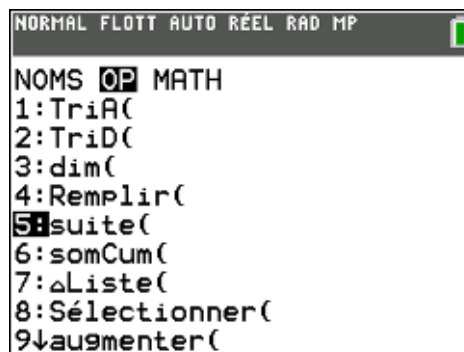 NORMAL FLOTT AUTO RÉEL RAD MP
NOMS OP MATH
1:TriA(
2:TriD(
3:dim(
4:Remplir(
5:suite(
6:somCum(
7:△Liste(
8:Sélectionner(
9↓augmenter(